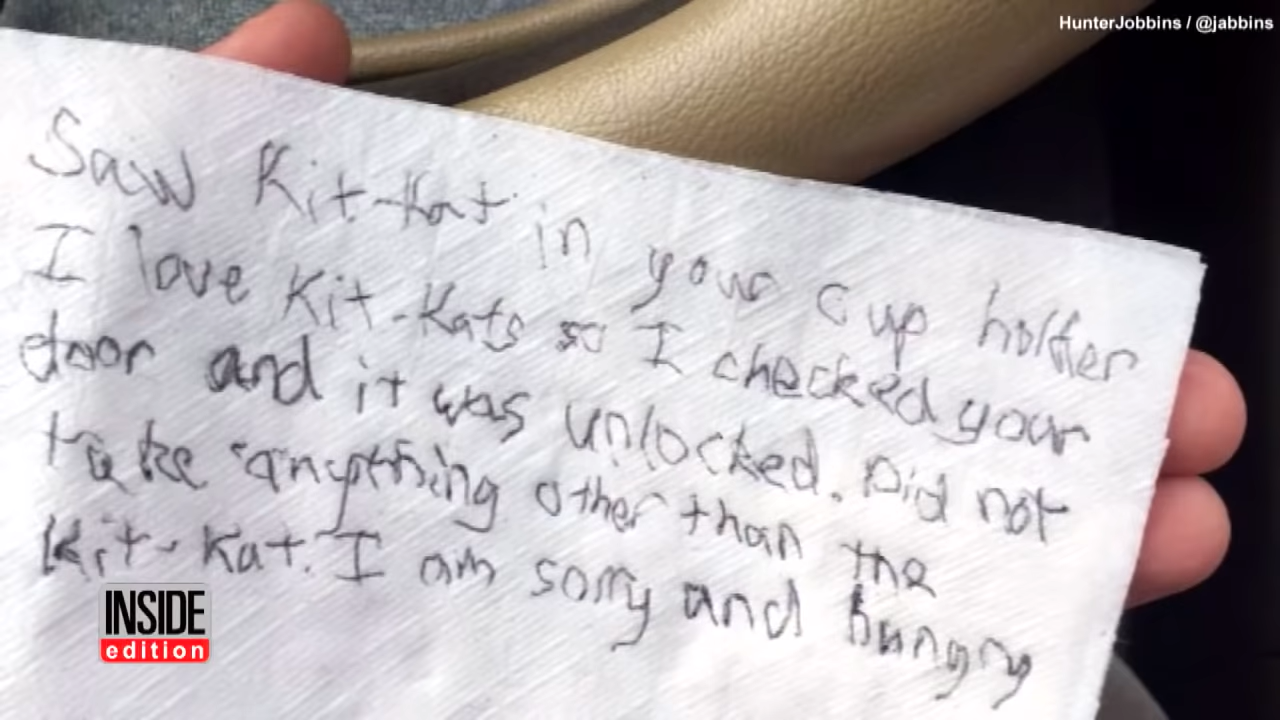 HunterJobbins / @jabbins
Saw Kit-Kat in your cup holder
I love Kit-Kats so I checked your
door and it was unlocked. Did not
take anything other than the
Kit-Kat. I am sorry and hungry
INSIDE
edition